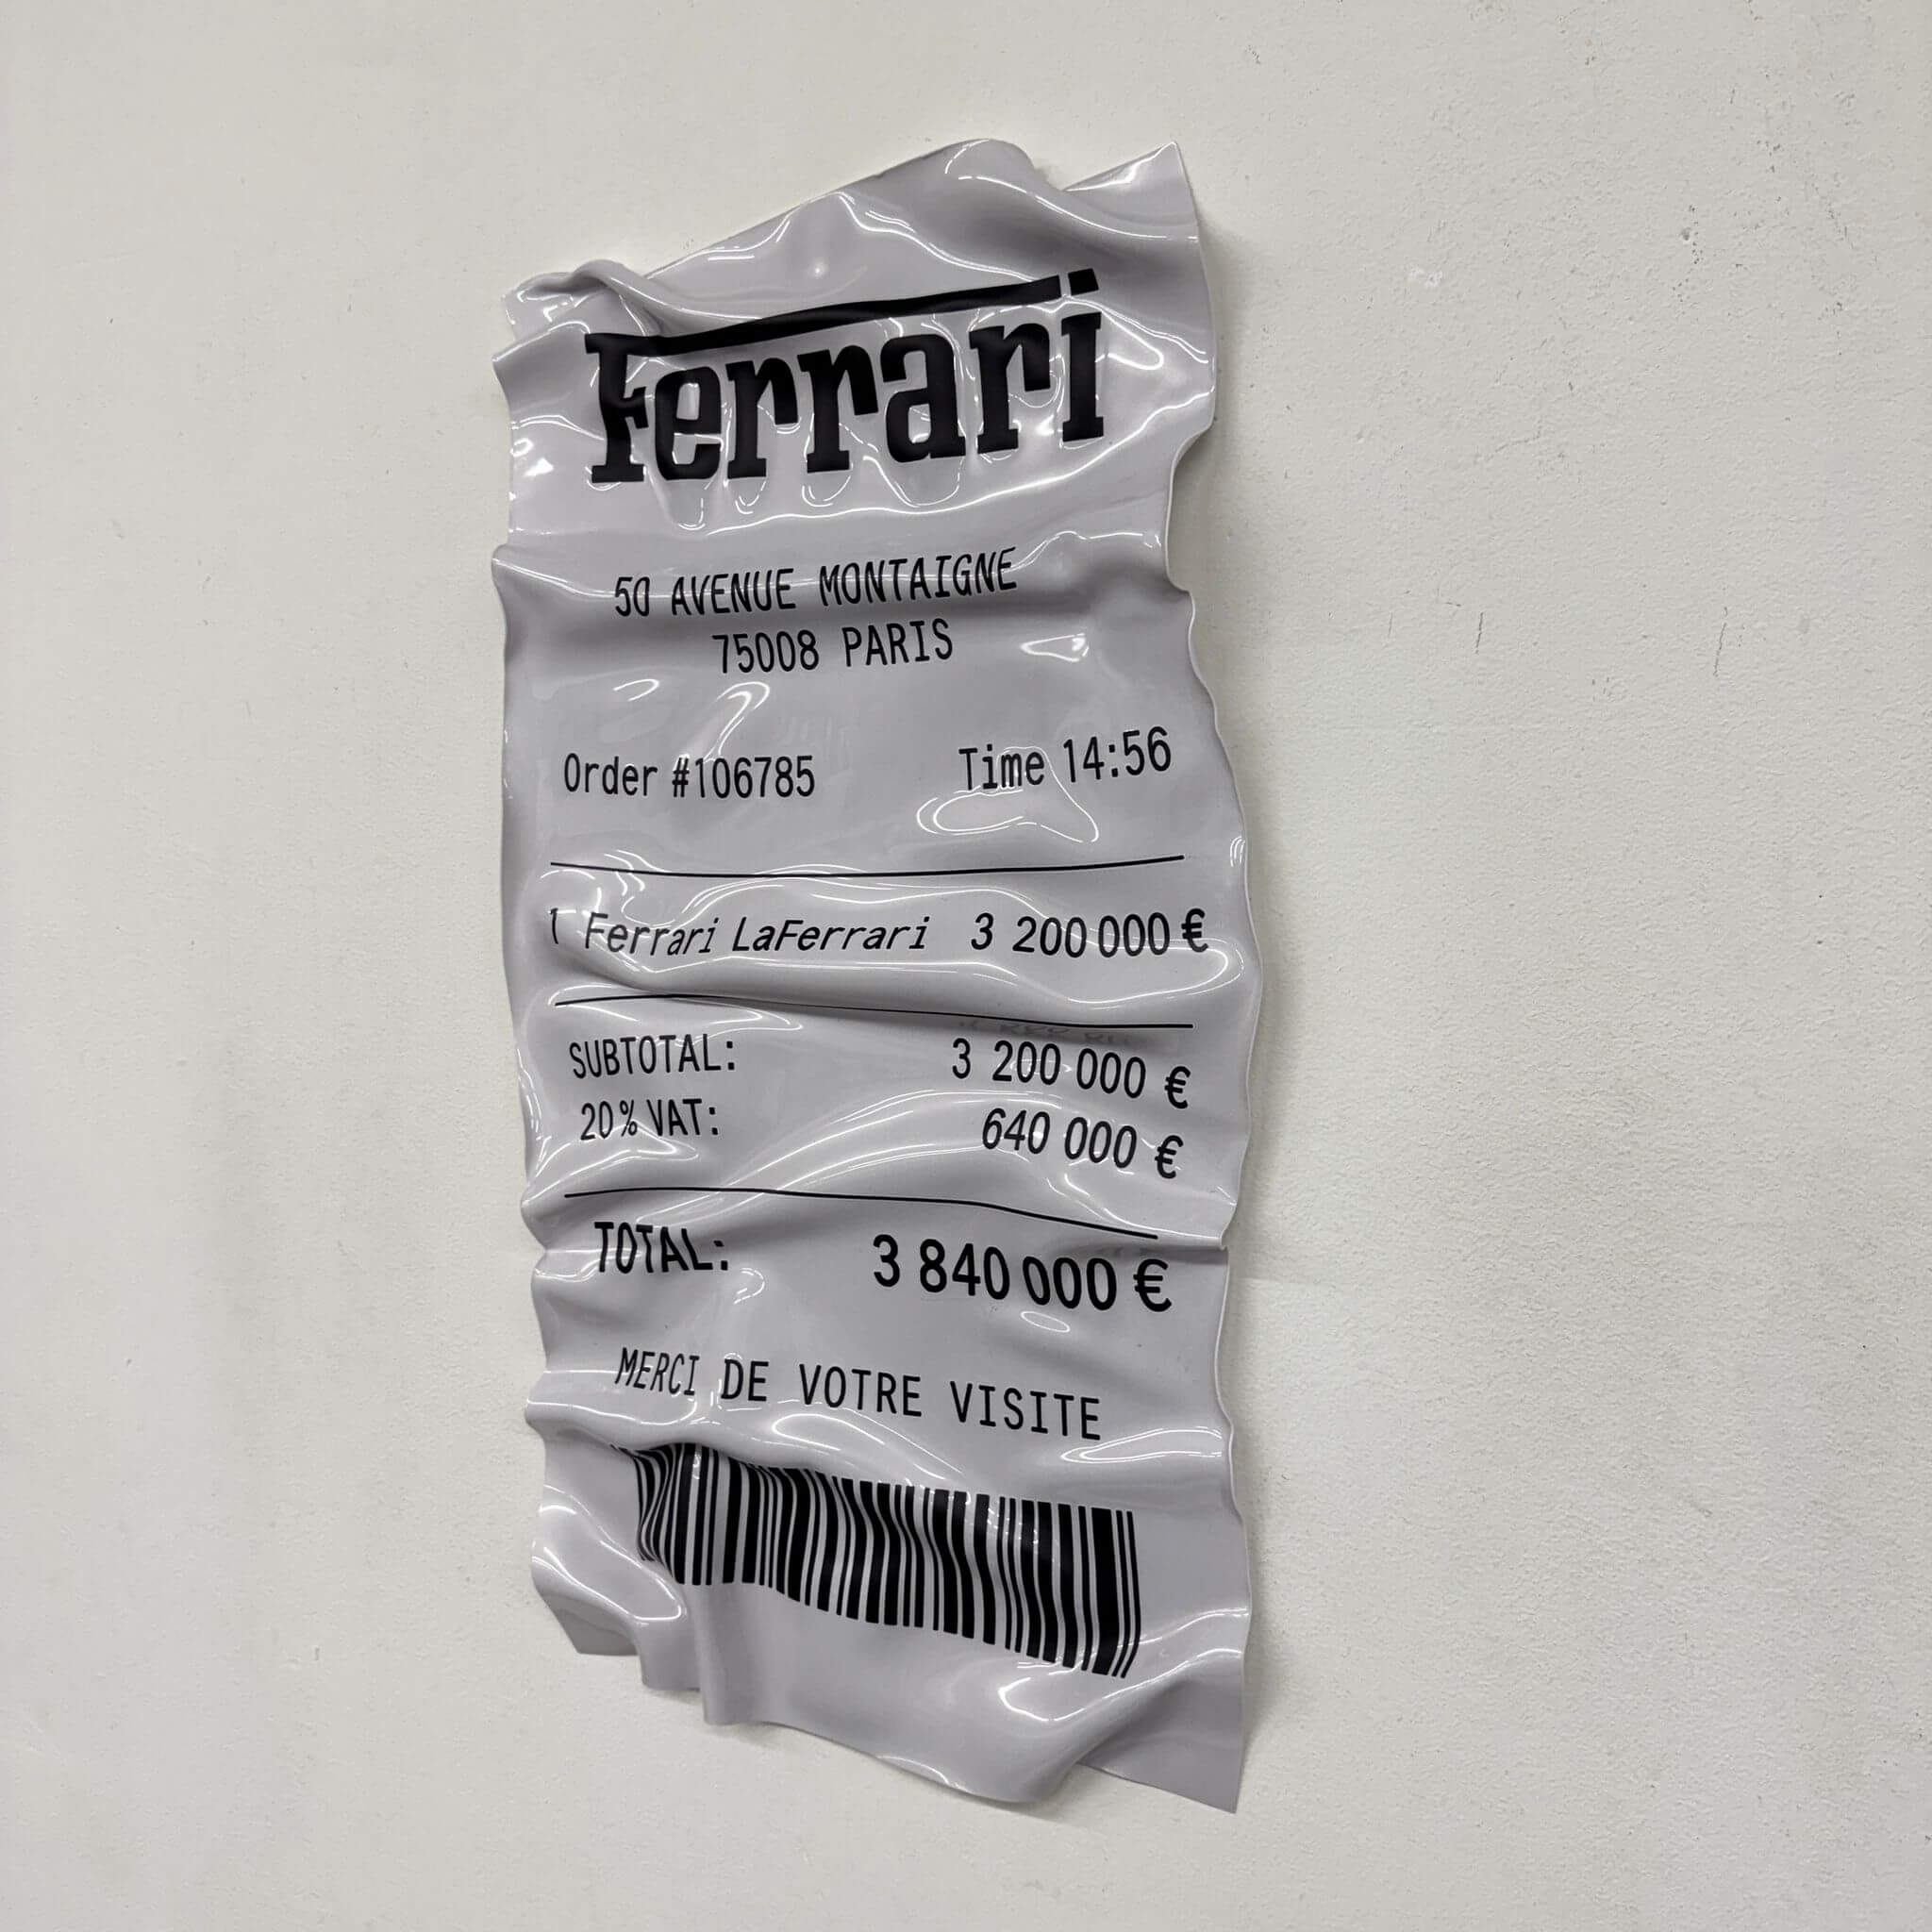 Ferrari
50 AVENUE MONTAIGNE
75008 PARIS
Order #106785 Time 14:56
1 Ferrari LaFerrari 3 200 000 €
SUBTOTAL: 3 200 000 €
20% VAT: 640 000 €
TOTAL: 3 840 000 €
MERCI DE VOTRE VISITE